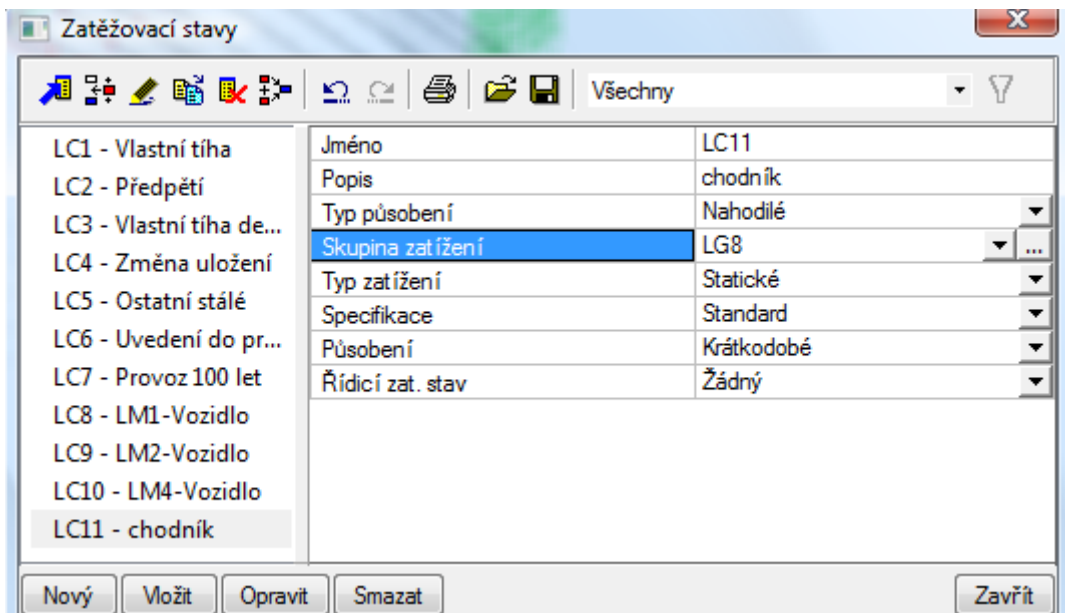 Zatěžovací stavy
Všechny
LC1 - Vlastní tíha
LC2 - Předpětí
LC3 - Vlastní tíha de...
LC4 - Změna uložení
LC5 - Ostatní stálé
LC6 - Uvedení do pr...
LC7 - Provoz 100 let
LC8 - LM1-Vozidlo
LC9 - LM2-Vozidlo
LC10 - LM4-Vozidlo
LC11 - chodník
Jméno LC11
Popis chodník
Typ působení Nahodilé
Skupina zatížení LG8 ...
Typ zatížení Statické
Specifikace Standard
Působení Krátkodobé
Řídicí zat. stav Žádný
Nový Vložit Opravit Smazat Zavřít